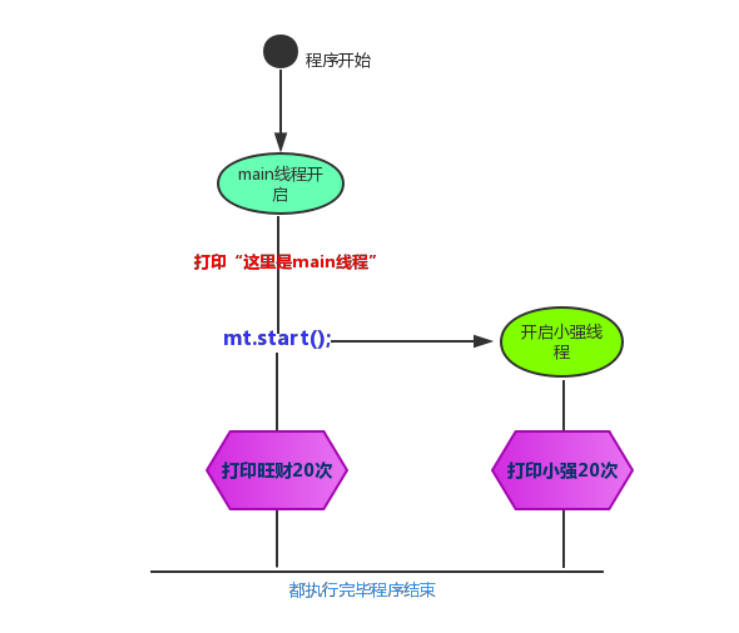 程序开始
main线程开
启
打印“这里是main线程”
mt.start();
开启小强线
程
打印旺财20次
打印小强20次
都执行完毕程序结束